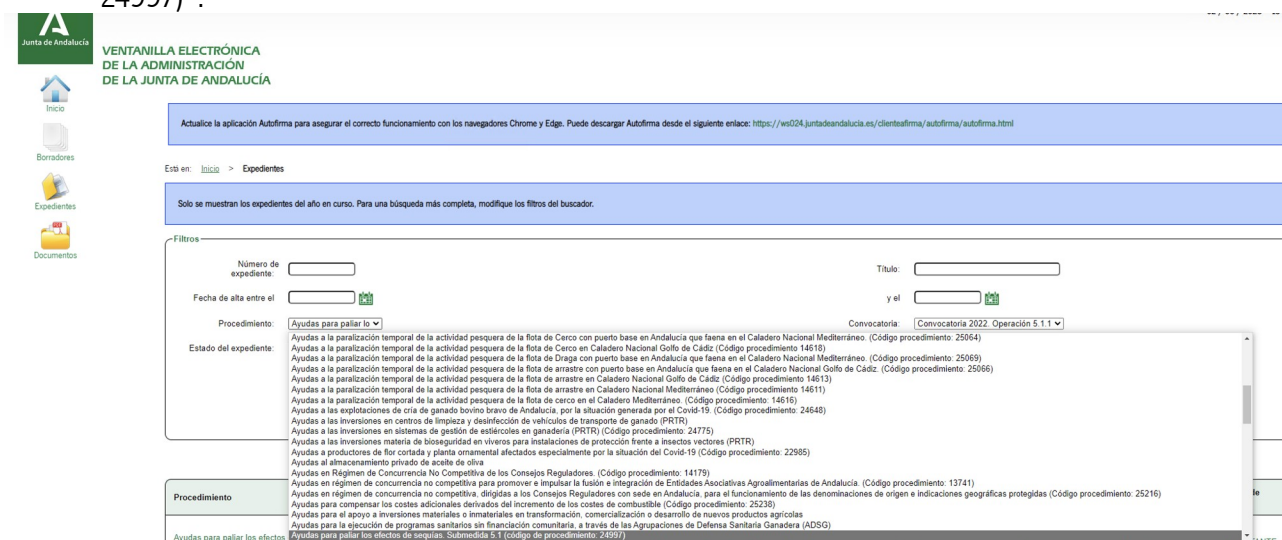 24997)".
Junta de Andalucía
VENTANILLA ELECTRÓNICA
DE LA ADMINISTRACIÓN
DE LA JUNTA DE ANDALUCÍA
Inicio
Borradores
Expedientes
Documentos
Actualice la aplicación Autofirma para asegurar el correcto funcionamiento con los navegadores Chrome y Edge. Puede descargar Autofirma desde el siguiente enlace: https://ws024.juntadeandalucia.es/clienteafirma/autofirma/autofirma.html
Está en: Inicio > Expedientes
Solo se muestran los expedientes del año en curso. Para una búsqueda más completa, modifique los filtros del buscador.
Filtros
Número de expediente:
Título:
Fecha de alta entre el
y el
Procedimiento: Ayudas para paliar lo
Convocatoria: Convocatoria 2022. Operación 5.1.1
Estado del expediente:
Ayudas a la paralización temporal de la actividad pesquera de la flota de Cerco con puerto base en Andalucía que faena en el Caladero Nacional Mediterráneo. (Código procedimiento: 25064)
Ayudas a la paralización temporal de la actividad pesquera de la flota de Cerco en Caladero Nacional Golfo de Cádiz (Código procedimiento 14618)
Ayudas a la paralización temporal de la actividad pesquera de la flota de Draga con puerto base en Andalucía que faena en el Caladero Nacional Mediterráneo. (Código procedimiento: 25069)
Ayudas a la paralización temporal de la actividad pesquera de la flota de arrastre con puerto base en Andalucía que faena en el Caladero Nacional Golfo de Cádiz. (Código procedimiento: 25066)
Ayudas a la paralización temporal de la actividad pesquera de la flota de arrastre en Caladero Nacional Golfo de Cádiz (Código procedimiento 14613)
Ayudas a la paralización temporal de la actividad pesquera de la flota de arrastre en Caladero Nacional Mediterráneo (Código procedimiento 14611)
Ayudas a la paralización temporal de la actividad pesquera de la flota de cerco en el Caladero Mediterráneo. (Código procedimiento: 14616)
Ayudas a las explotaciones de cría de ganado bovino bravo de Andalucía, por la situación generada por el Covid-19. (Código procedimiento: 24648)
Ayudas a las inversiones en centros de limpieza y desinfección de vehículos de transporte de ganado (PRTR)
Ayudas a las inversiones en sistemas de gestión de estiércoles en ganadería (PRTR) (Código procedimiento: 24775)
Ayudas a las inversiones materia de bioseguridad en viveros para instalaciones de protección frente a insectos vectores (PRTR)
Ayudas a productores de flor cortada y planta ornamental afectados especialmente por la situación del Covid-19 (Código procedimiento: 22985)
Ayudas al almacenamiento privado de aceite de oliva
Ayudas en Régimen de Concurrencia No Competitiva de los Consejos Reguladores. (Código procedimiento: 14179)
Ayudas en régimen de concurrencia no competitiva para promover e impulsar la fusión e integración de Entidades Asociativas Agroalimentarias de Andalucía. (Código procedimiento: 13741)
Ayudas en régimen de concurrencia no competitiva, dirigidas a los Consejos Reguladores con sede en Andalucía, para el funcionamiento de las denominaciones de origen e indicaciones geográficas protegidas (Código procedimiento: 25216)
Ayudas para compensar los costes adicionales derivados del incremento de los costes de combustible (Código procedimiento: 25238)
Ayudas para el apoyo a inversiones materiales o inmateriales en transformación, comercialización o desarrollo de nuevos productos agrícolas
Ayudas para la ejecución de programas sanitarios sin financiación comunitaria, a través de las Agrupaciones de Defensa Sanitaria Ganadera (ADSG)
Ayudas para paliar los efectos de sequías. Submedida 5.1 (código de procedimiento: 24997)
Procedimiento
Ayudas para paliar los efectos